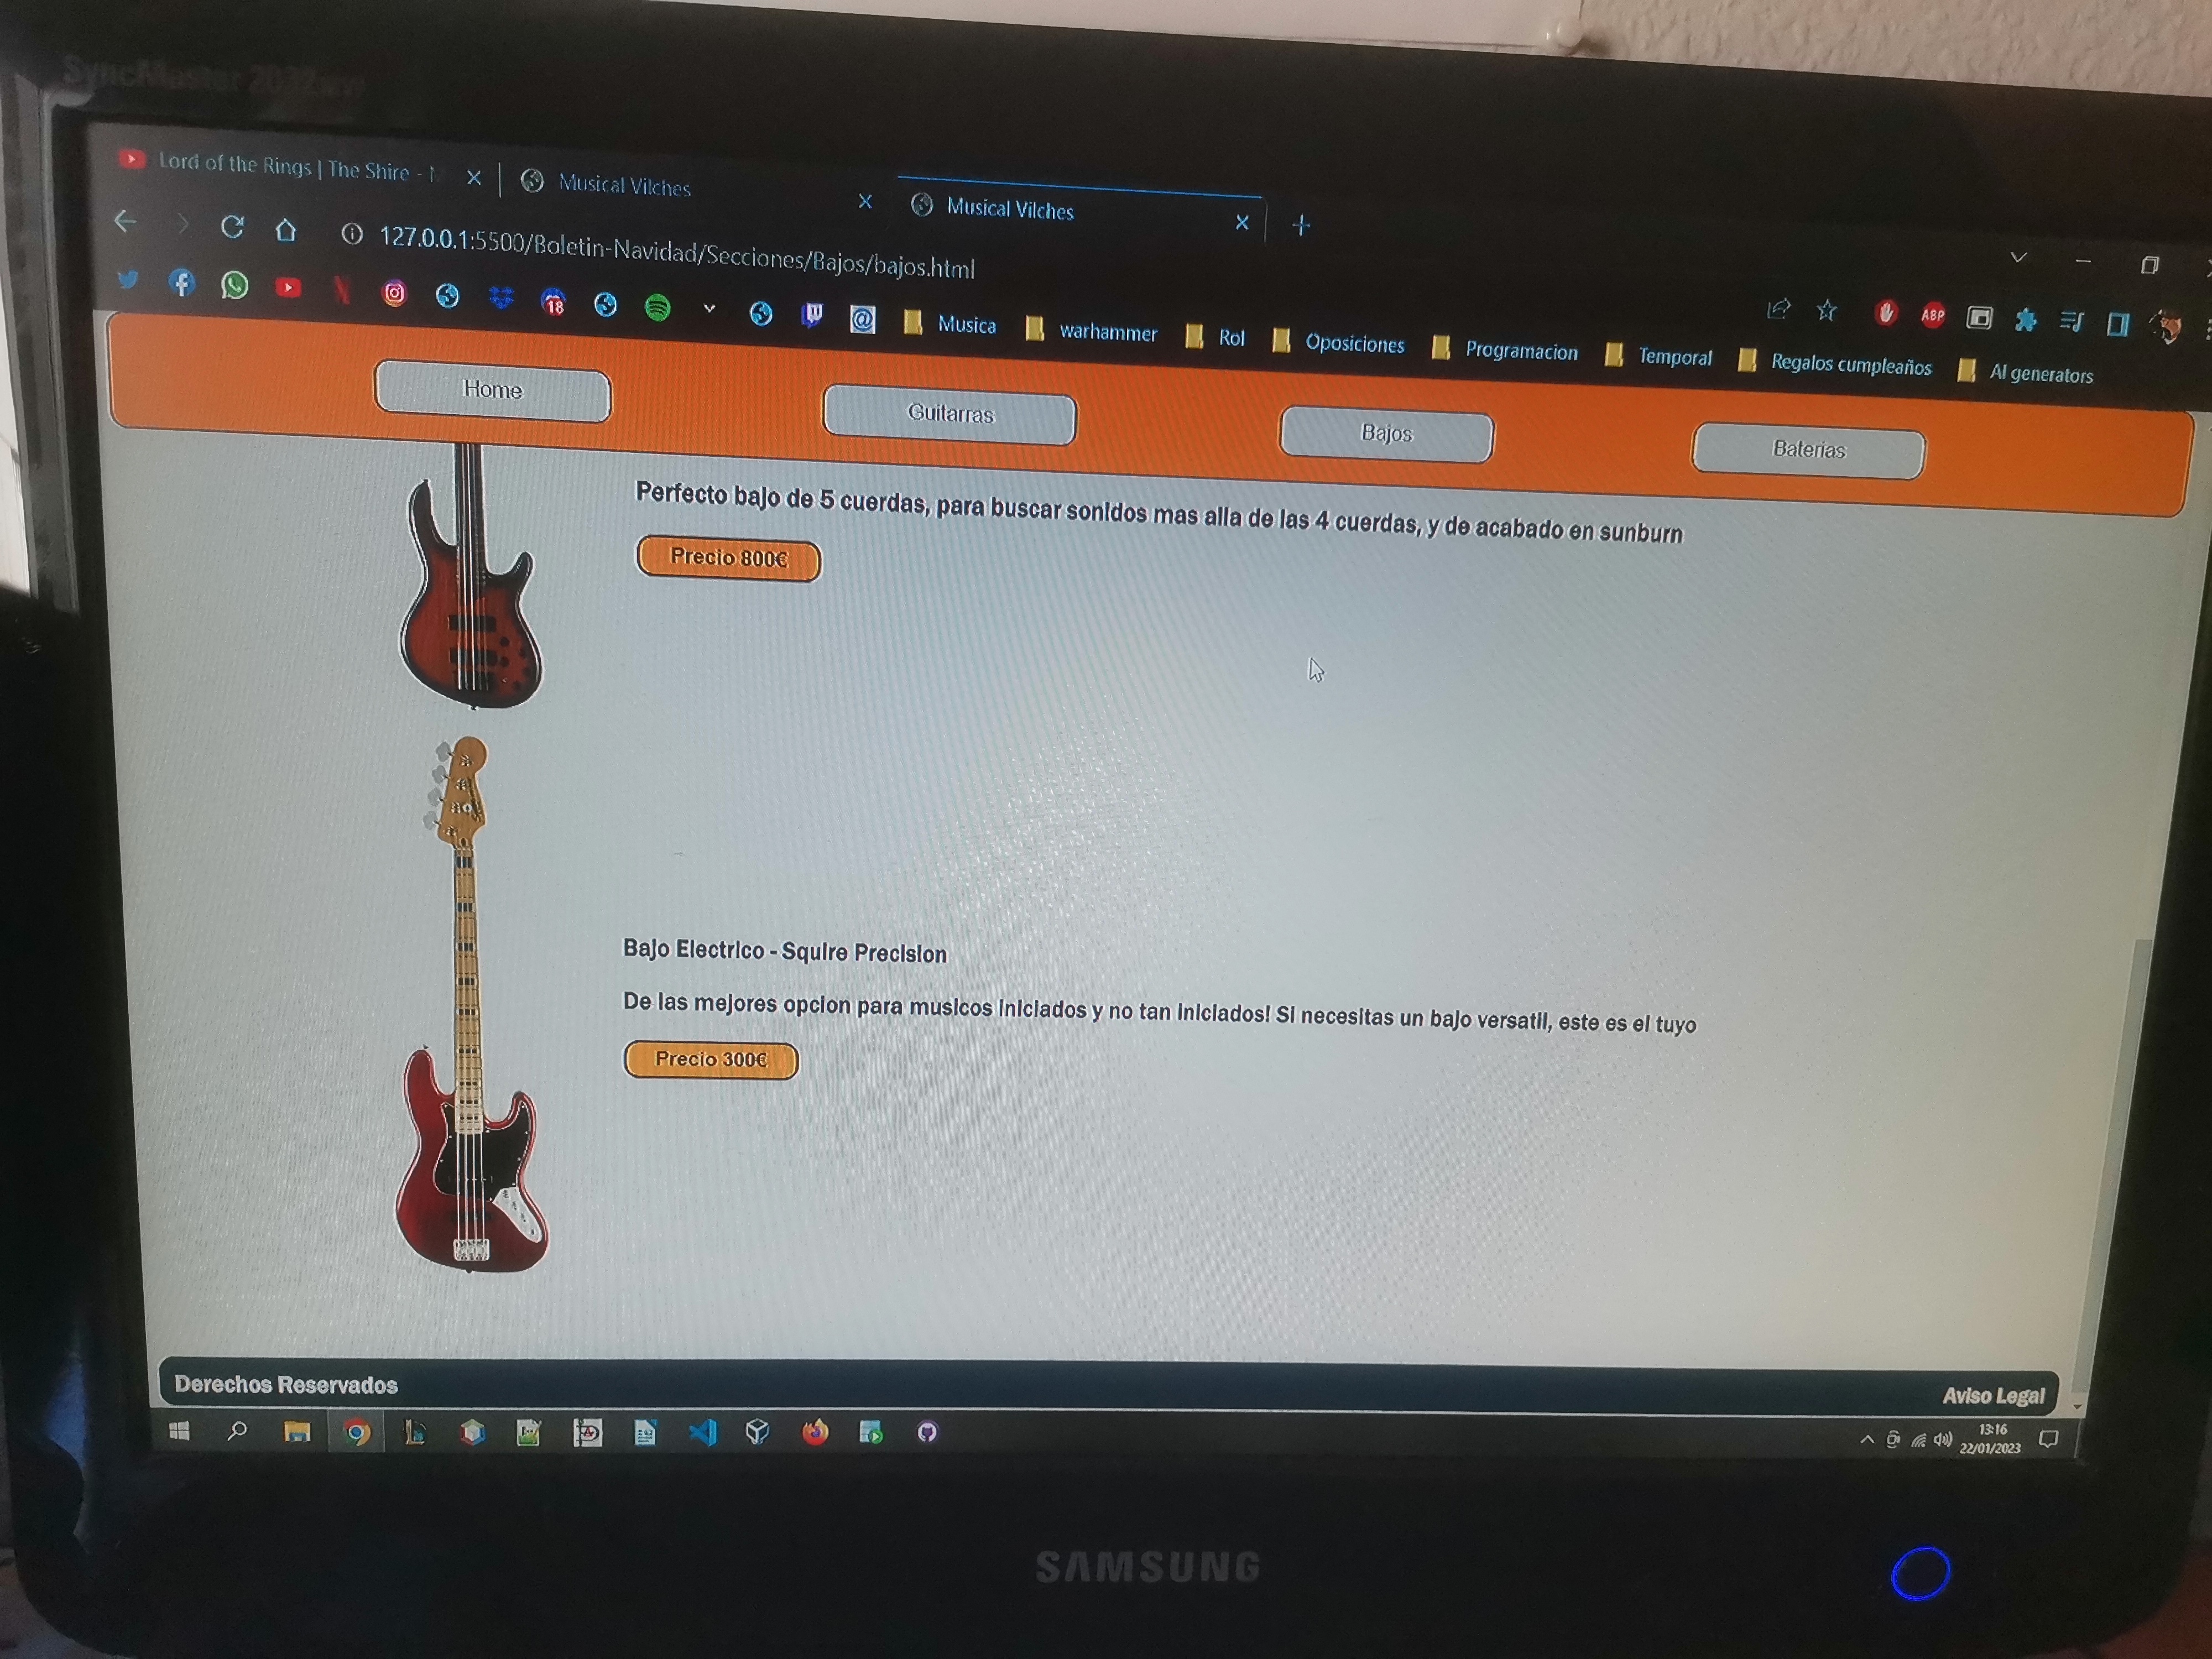 SyncMaster 2032
Lord of the Rings | The Shire -
Musical Vilches
Musical Vilches
127.0.0.1:5500/Boletin-Navidad/Secciones/Bajos/bajos.html
18
Musica
warhammer
Rol
Oposiciones
Programacion
Temporal
Regalos cumpleaños
AI generators
ABP
Home
Guitarras
Bajos
Baterias
Perfecto bajo de 5 cuerdas, para buscar sonidos mas alla de las 4 cuerdas, y de acabado en sunburn
Precio 800€
Bajo Electrico - Squire Precision
De las mejores opcion para musicos iniciados y no tan iniciados! Si necesitas un bajo versatil, este es el tuyo
Precio 300€
Derechos Reservados
Aviso Legal
13:16
22/01/2023
SAMSUNG